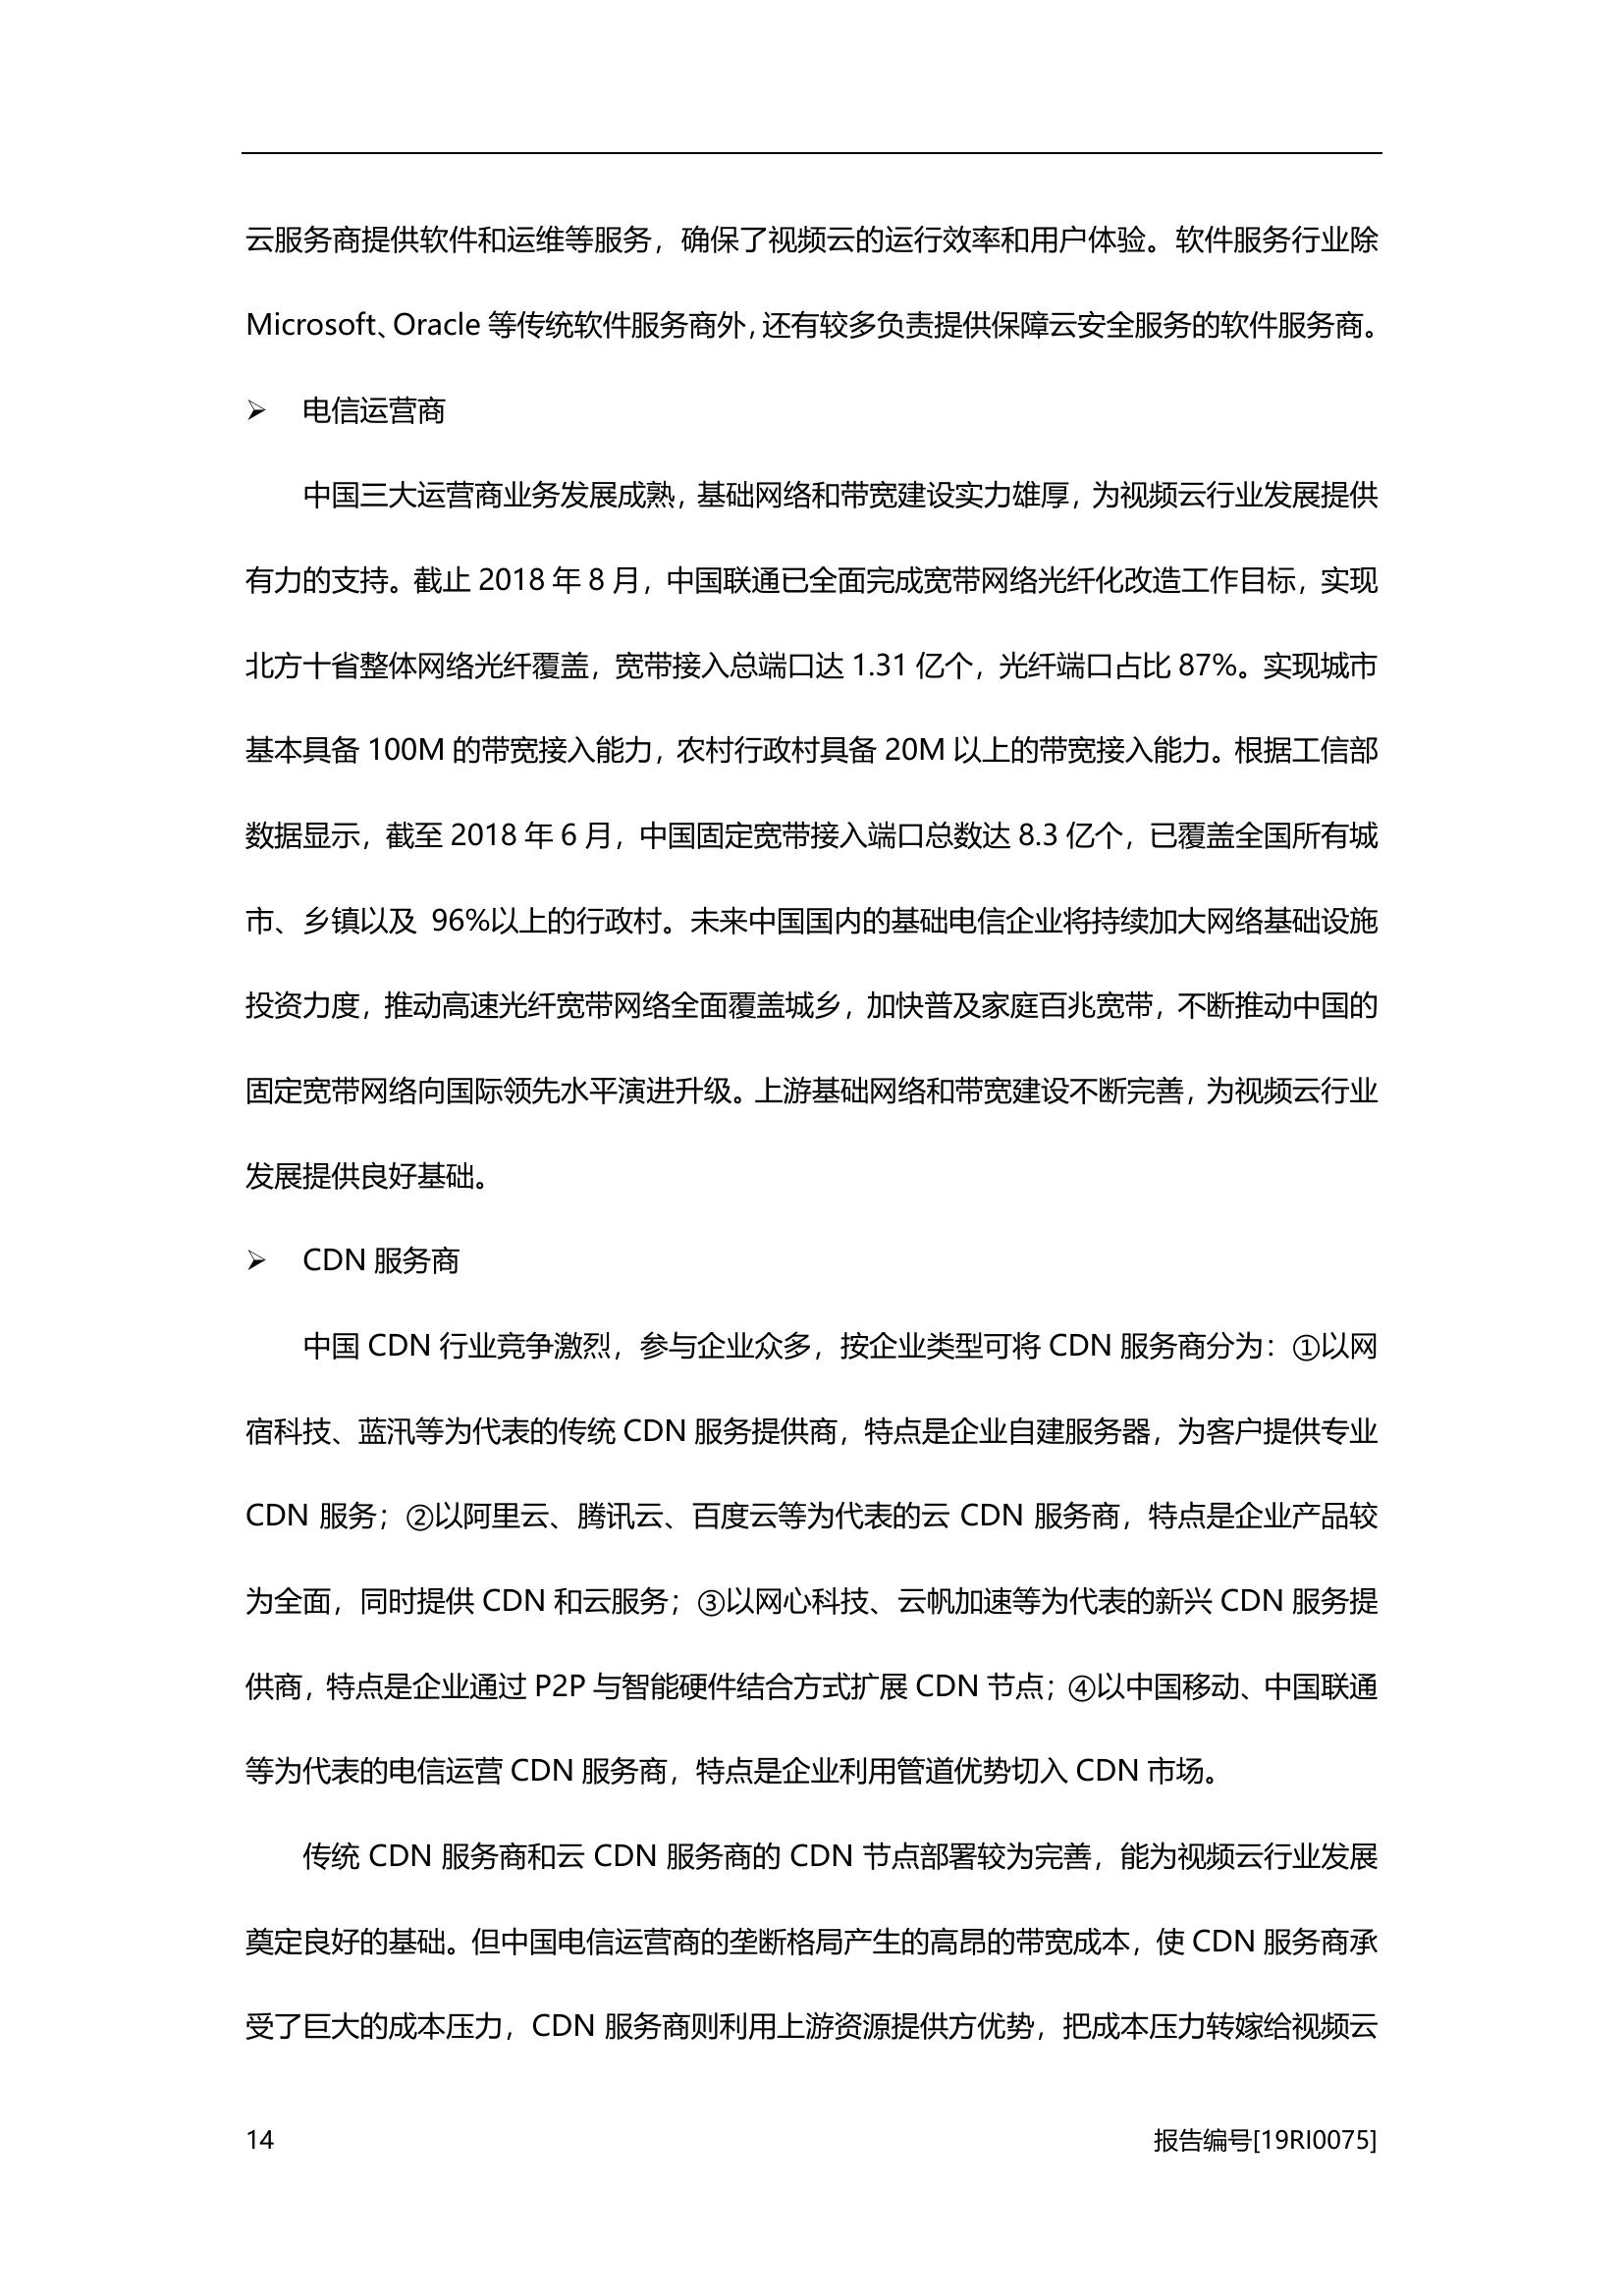 云服务商提供软件和运维等服务，确保了视频云的运行效率和用户体验。软件服务行业除
Microsoft、Oracle 等传统软件服务商外，还有较多负责提供保障云安全服务的软件服务商。
➢ 电信运营商
中国三大运营商业务发展成熟，基础网络和带宽建设实力雄厚，为视频云行业发展提供
有力的支持。截止 2018 年 8 月，中国联通已全面完成宽带网络光纤化改造工作目标，实现
北方十省整体网络光纤覆盖，宽带接入总端口达 1.31 亿个，光纤端口占比 87%。实现城市
基本具备 100M 的带宽接入能力，农村行政村具备 20M 以上的带宽接入能力。根据工信部
数据显示，截至 2018 年 6 月，中国固定宽带接入端口总数达 8.3 亿个，已覆盖全国所有城
市、乡镇以及 96%以上的行政村。未来中国国内的基础电信企业将持续加大网络基础设施
投资力度，推动高速光纤宽带网络全面覆盖城乡，加快普及家庭百兆宽带，不断推动中国的
固定宽带网络向国际领先水平演进升级。上游基础网络和带宽建设不断完善，为视频云行业
发展提供良好基础。
➢ CDN 服务商
中国 CDN 行业竞争激烈，参与企业众多，按企业类型可将 CDN 服务商分为：①以网
宿科技、蓝汛等为代表的传统 CDN 服务提供商，特点是企业自建服务器，为客户提供专业
CDN 服务；②以阿里云、腾讯云、百度云等为代表的云 CDN 服务商，特点是企业产品较
为全面，同时提供 CDN 和云服务；③以网心科技、云帆加速等为代表的新兴 CDN 服务提
供商，特点是企业通过 P2P 与智能硬件结合方式扩展 CDN 节点；④以中国移动、中国联通
等为代表的电信运营 CDN 服务商，特点是企业利用管道优势切入 CDN 市场。
传统 CDN 服务商和云 CDN 服务商的 CDN 节点部署较为完善，能为视频云行业发展
奠定良好的基础。但中国电信运营商的垄断格局产生的高昂的带宽成本，使 CDN 服务商承
受了巨大的成本压力，CDN 服务商则利用上游资源提供方优势，把成本压力转嫁给视频云
14 报告编号[19RI0075]